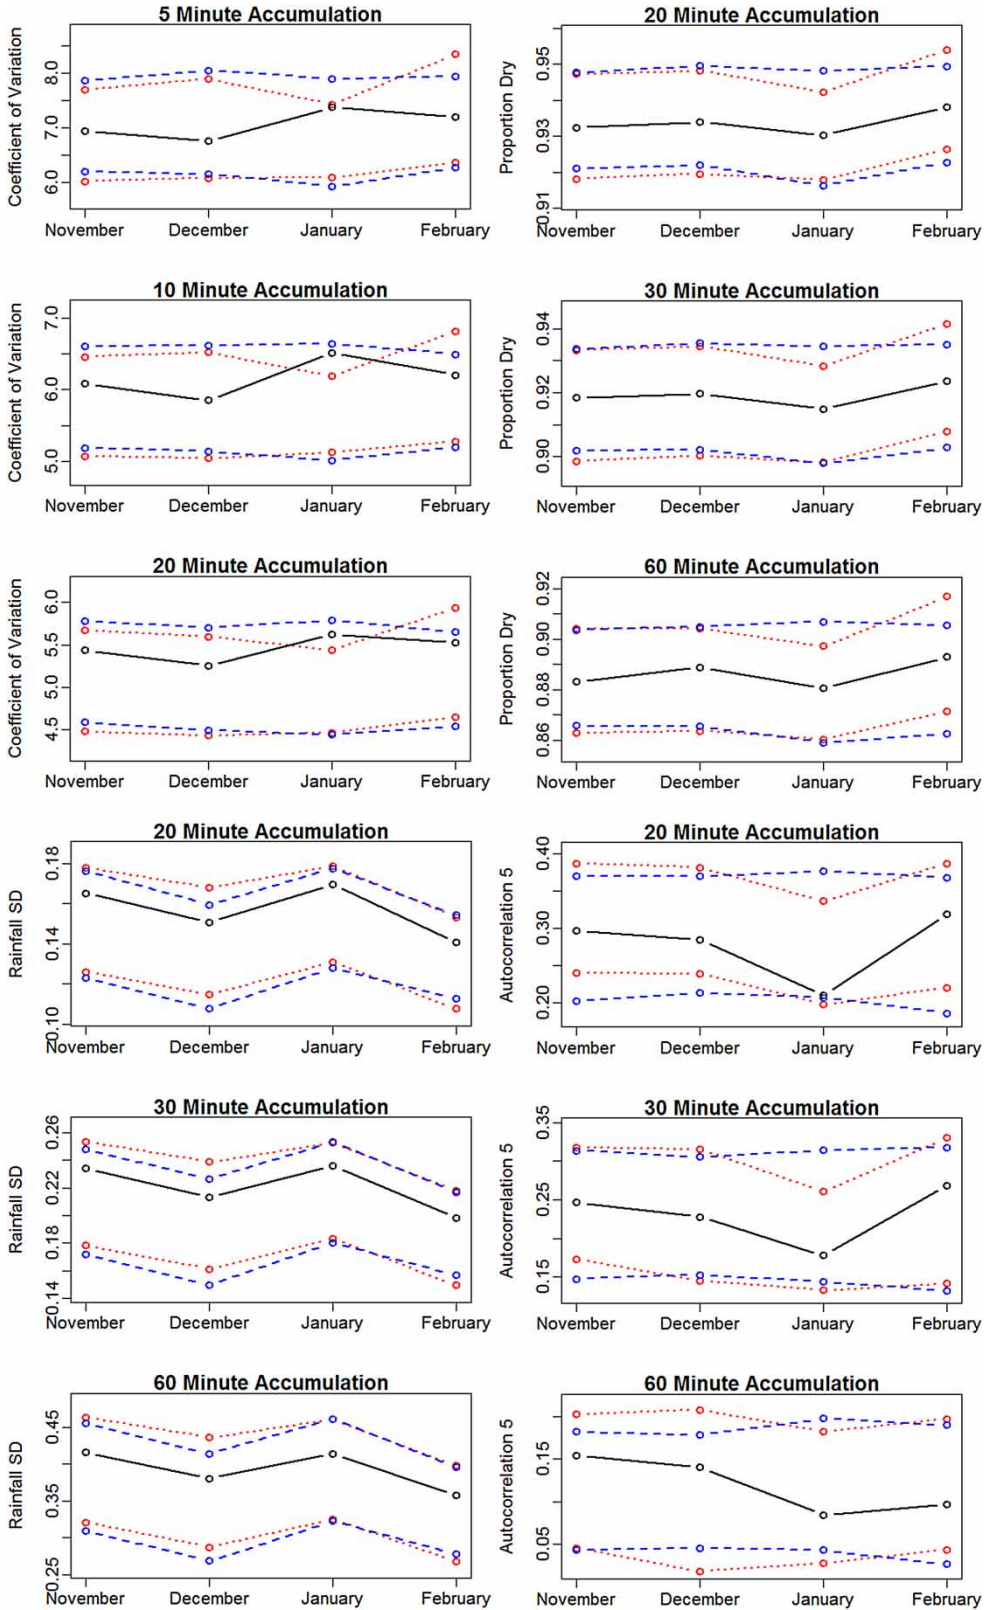 5 Minute Accumulation
Coefficient of Variation
8.0
7.0
6.0
November December January February
20 Minute Accumulation
Proportion Dry
0.95
0.93
0.91
November December January February
10 Minute Accumulation
Coefficient of Variation
7.0
6.0
5.0
November December January February
30 Minute Accumulation
Proportion Dry
0.94
0.92
0.90
November December January February
20 Minute Accumulation
Coefficient of Variation
6.0
5.5
5.0
4.5
November December January February
60 Minute Accumulation
Proportion Dry
0.92
0.90
0.88
0.86
November December January February
20 Minute Accumulation
Rainfall SD
0.18
0.14
0.10
November December January February
20 Minute Accumulation
Autocorrelation 5
0.40
0.30
0.20
November December January February
30 Minute Accumulation
Rainfall SD
0.26
0.22
0.18
0.14
November December January February
30 Minute Accumulation
Autocorrelation 5
0.35
0.25
0.15
November December January February
60 Minute Accumulation
Rainfall SD
0.45
0.35
0.25
November December January February
60 Minute Accumulation
Autocorrelation 5
0.15
0.05
November December January February